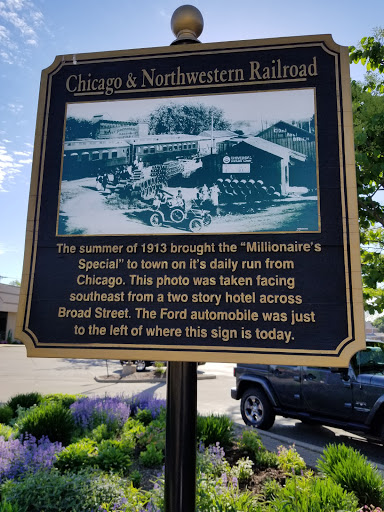 Chicago & Northwestern Railroad
The summer of 1913 brought the "Millionaire's
Special" to town on it's daily run from
Chicago. This photo was taken facing
southeast from a two story hotel across
Broad Street. The Ford automobile was just
to the left of where this sign is today.